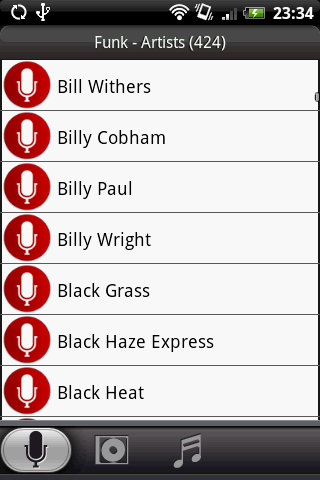 23:34
Funk - Artists (424)
Bill Withers
Billy Cobham
Billy Paul
Billy Wright
Black Grass
Black Haze Express
Black Heat